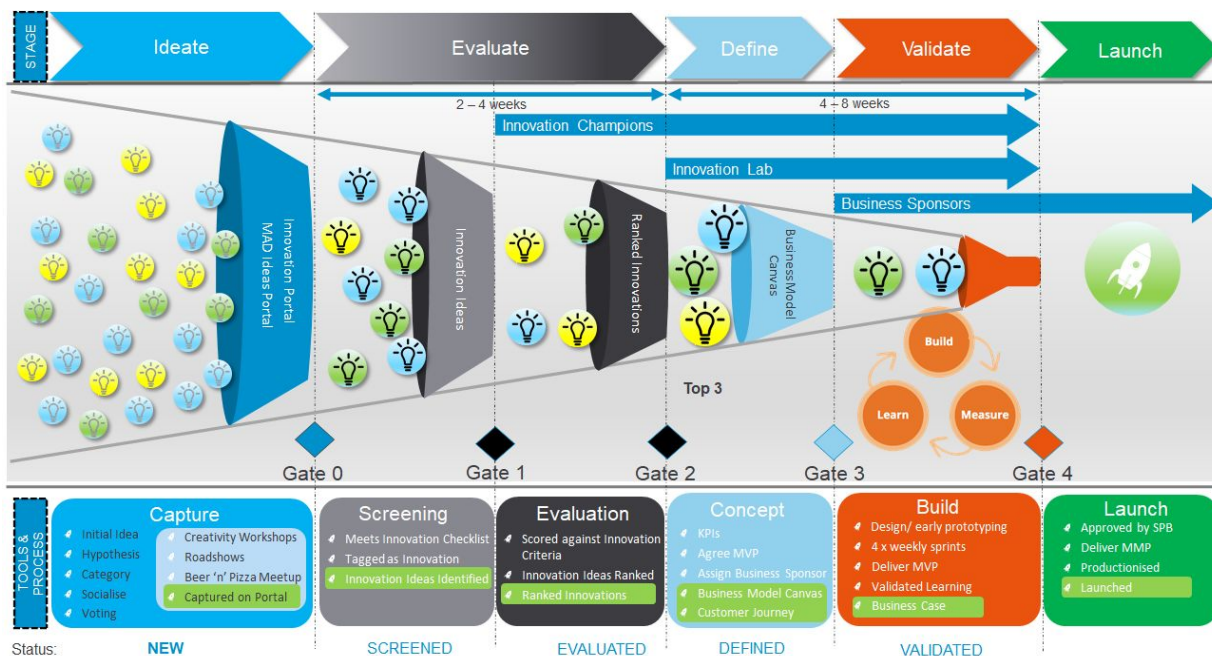 STAGE
Ideate
Evaluate
Define
Validate
Launch
2 – 4 weeks
4 – 8 weeks
Innovation Champions
Innovation Lab
Business Sponsors
Innovation Portal
MAD Ideas Portal
Innovation Ideas
Ranked Innovations
Business Model
Canvas
Top 3
Build
Learn
Measure
Gate 0
Gate 1
Gate 2
Gate 3
Gate 4
TOOLS &
PROCESS
Capture
Initial Idea
Hypothesis
Category
Socialise
Voting
Creativity Workshops
Roadshows
Beer ‘n’ Pizza Meetup
Captured on Portal
Screening
Meets Innovation Checklist
Tagged as Innovation
Innovation Ideas Identified
Evaluation
Scored against Innovation
Criteria
Innovation Ideas Ranked
Ranked Innovations
Concept
KPIs
Agree MVP
Assign Business Sponsor
Business Model Canvas
Customer Journey
Build
Design/ early prototyping
4 x weekly sprints
Deliver MVP
Validated Learning
Business Case
Launch
Approved by SPB
Deliver MMP
Productionised
Launched
Status:
NEW
SCREENED
EVALUATED
DEFINED
VALIDATED